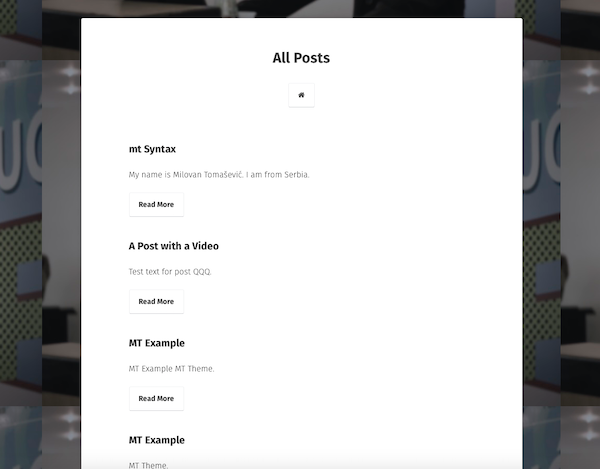 All Posts
mt Syntax
My name is Milovan Tomašević. I am from Serbia.
Read More
A Post with a Video
Test text for post QQQ.
Read More
MT Example
MT Example MT Theme.
Read More
MT Example
MT Theme.